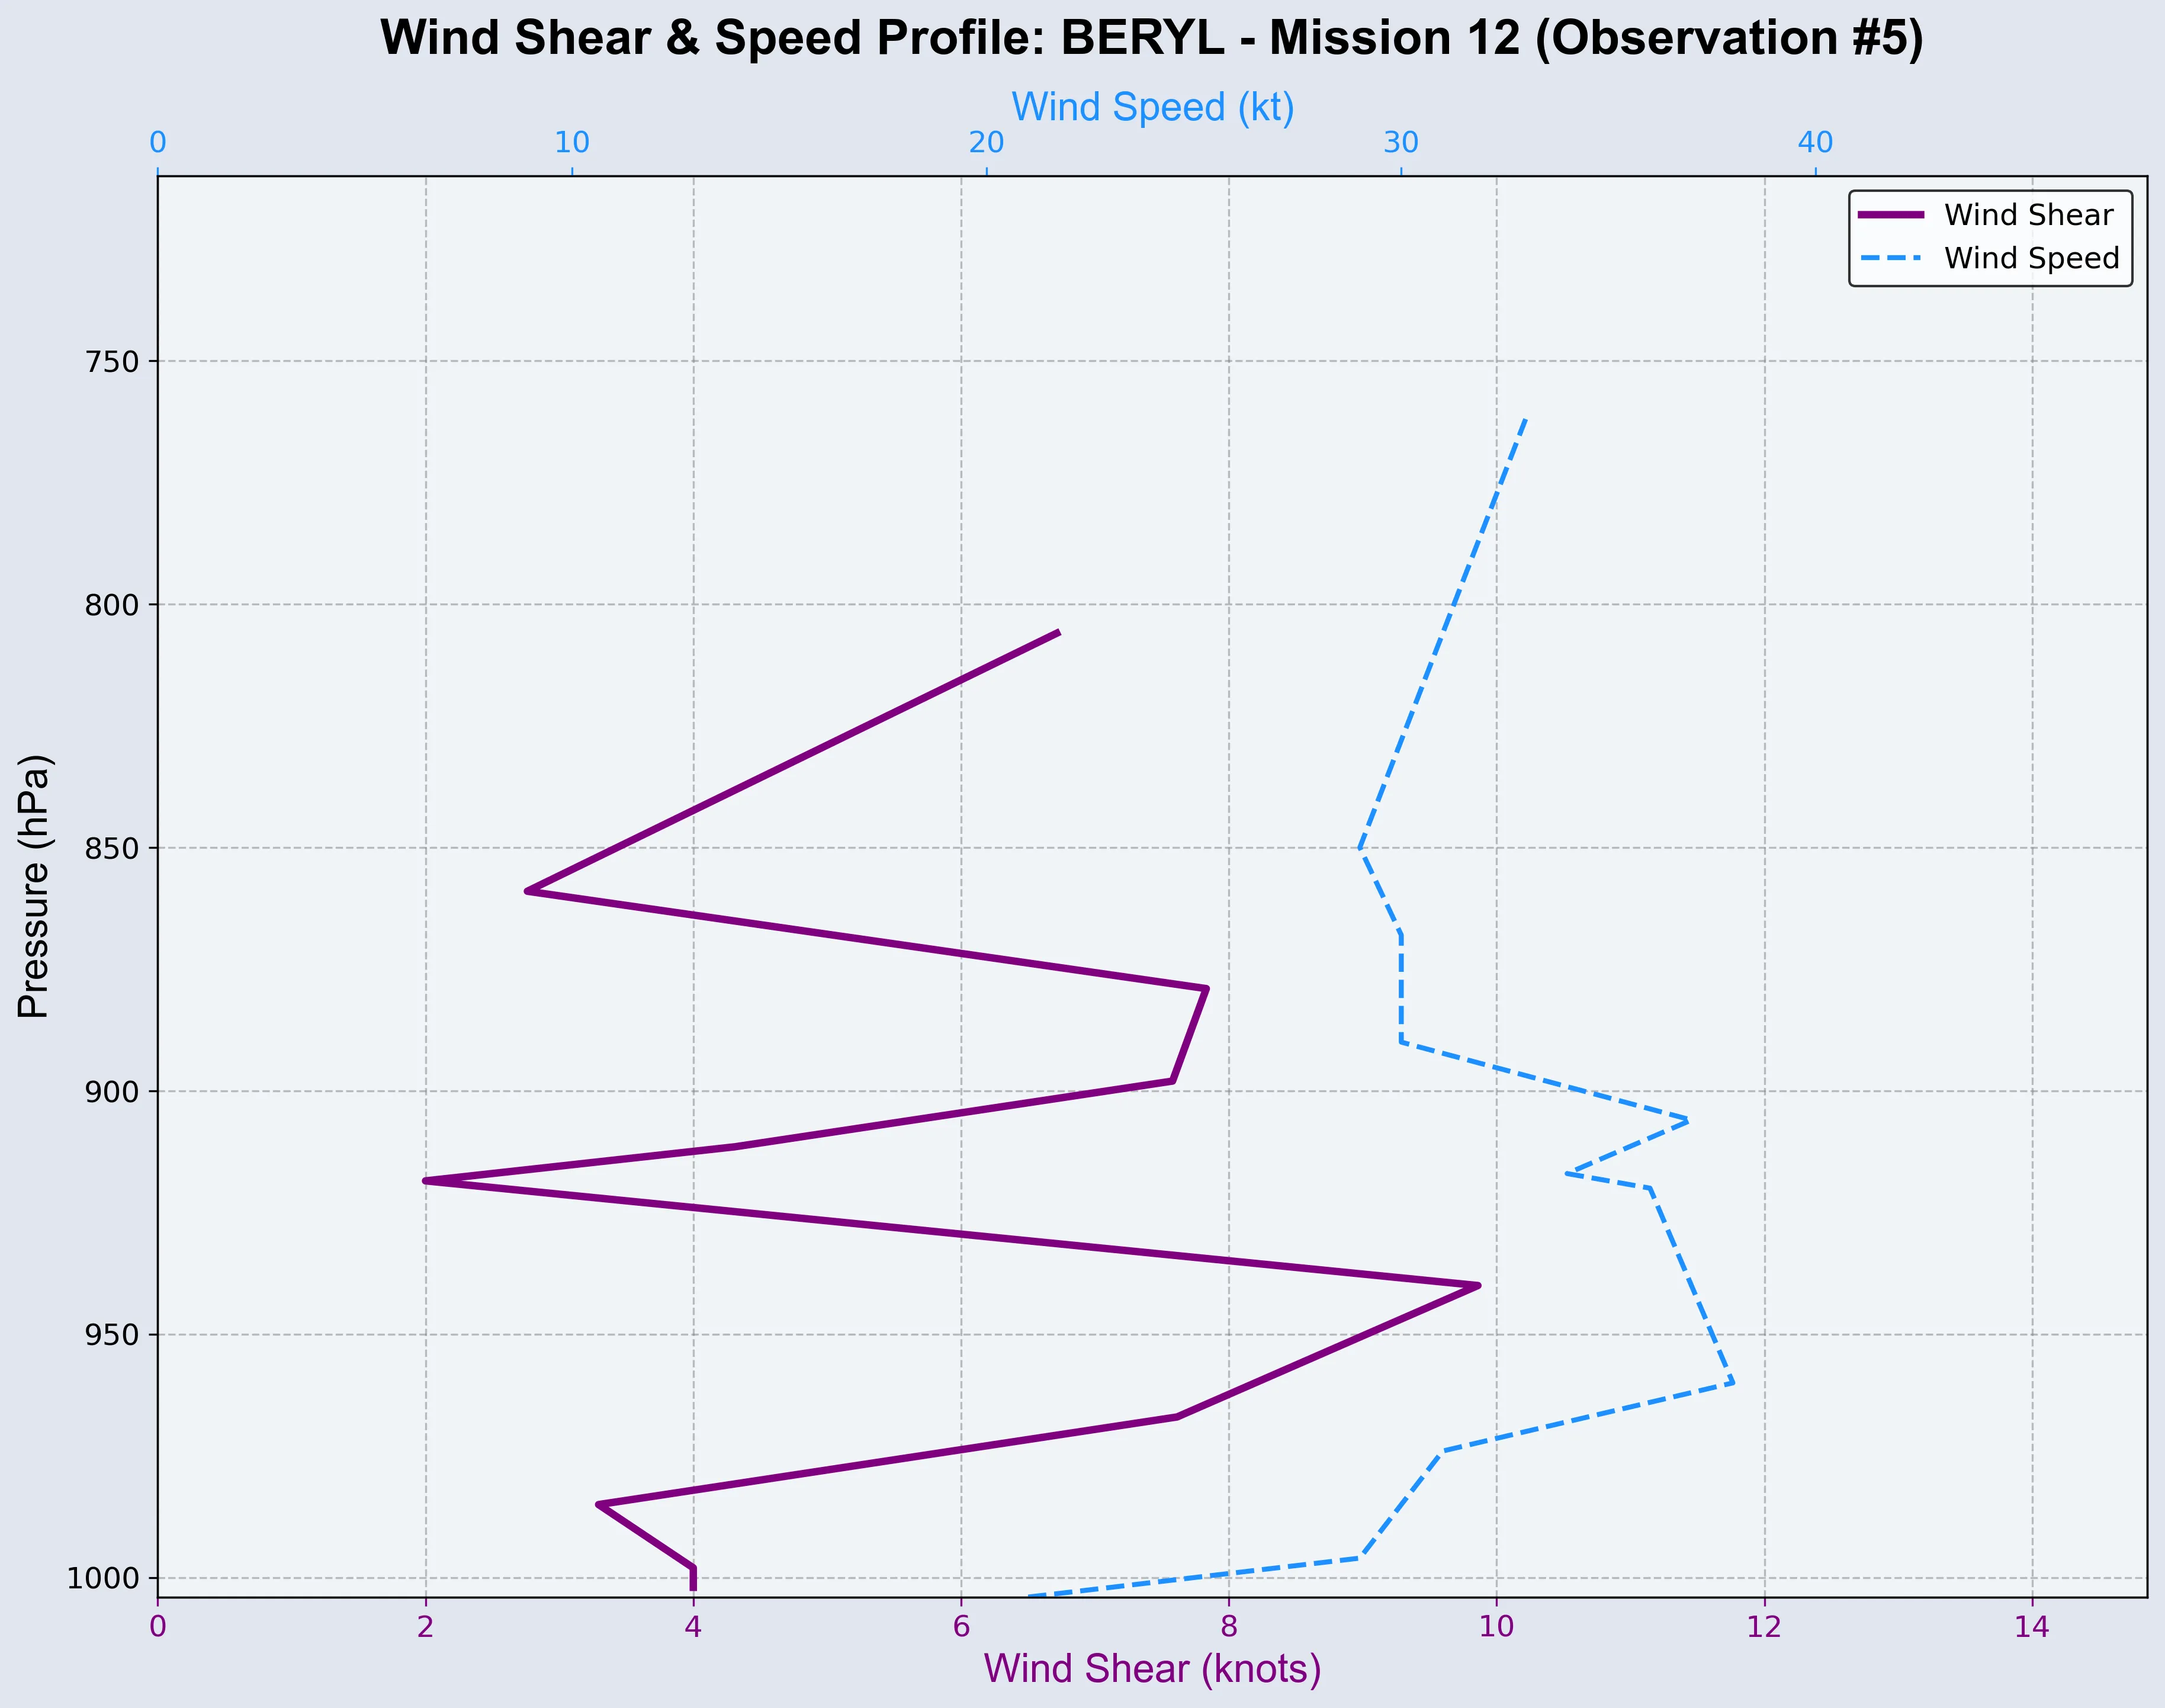 Wind Shear & Speed Profile: BERYL - Mission 12 (Observation #5)
Wind Speed (kt)
0 10 20 30 40
Wind Shear
Wind Speed
750
800
850
900
950
1000
Pressure (hPa)
0 2 4 6 8 10 12 14
Wind Shear (knots)